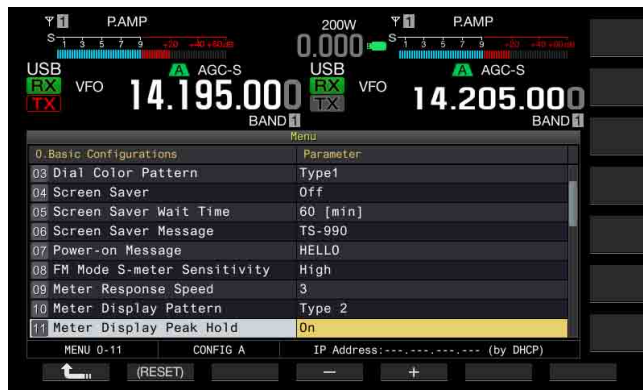 1 P.AMP 200W 1 P.AMP
S 1 3 5 7 9 +20 +40 +60dB 0.000 S 1 3 5 7 9 +20 +40 +60dB
USB A AGC-S USB A AGC-S
RX VFO 14.195.000 RX VFO 14.205.000
TX TX
BAND 1 BAND 1
Menu
0.Basic Configurations Parameter
03 Dial Color Pattern Type1
04 Screen Saver Off
05 Screen Saver Wait Time 60 [min]
06 Screen Saver Message TS-990
07 Power-on Message HELLO
08 FM Mode S-meter Sensitivity High
09 Meter Response Speed 3
10 Meter Display Pattern Type 2
11 Meter Display Peak Hold On
MENU 0-11 CONFIG A IP Address:---.---.---.--- (by DHCP)
(RESET) − +